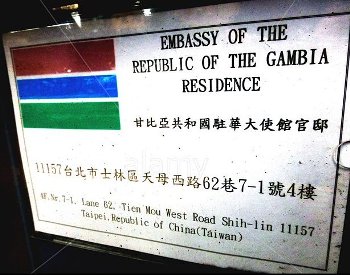 EMBASSY OF THE
REPUBLIC OF THE GAMBIA
RESIDENCE
甘比亞共和國駐華大使館官邸
11157台北市士林區天母西路62巷7-1號4樓
4F.Nr.7-1. Lane 62. Tien Mou West Road Shih-lin 11157
Taipei.Republic of China(Taiwan)
alamy